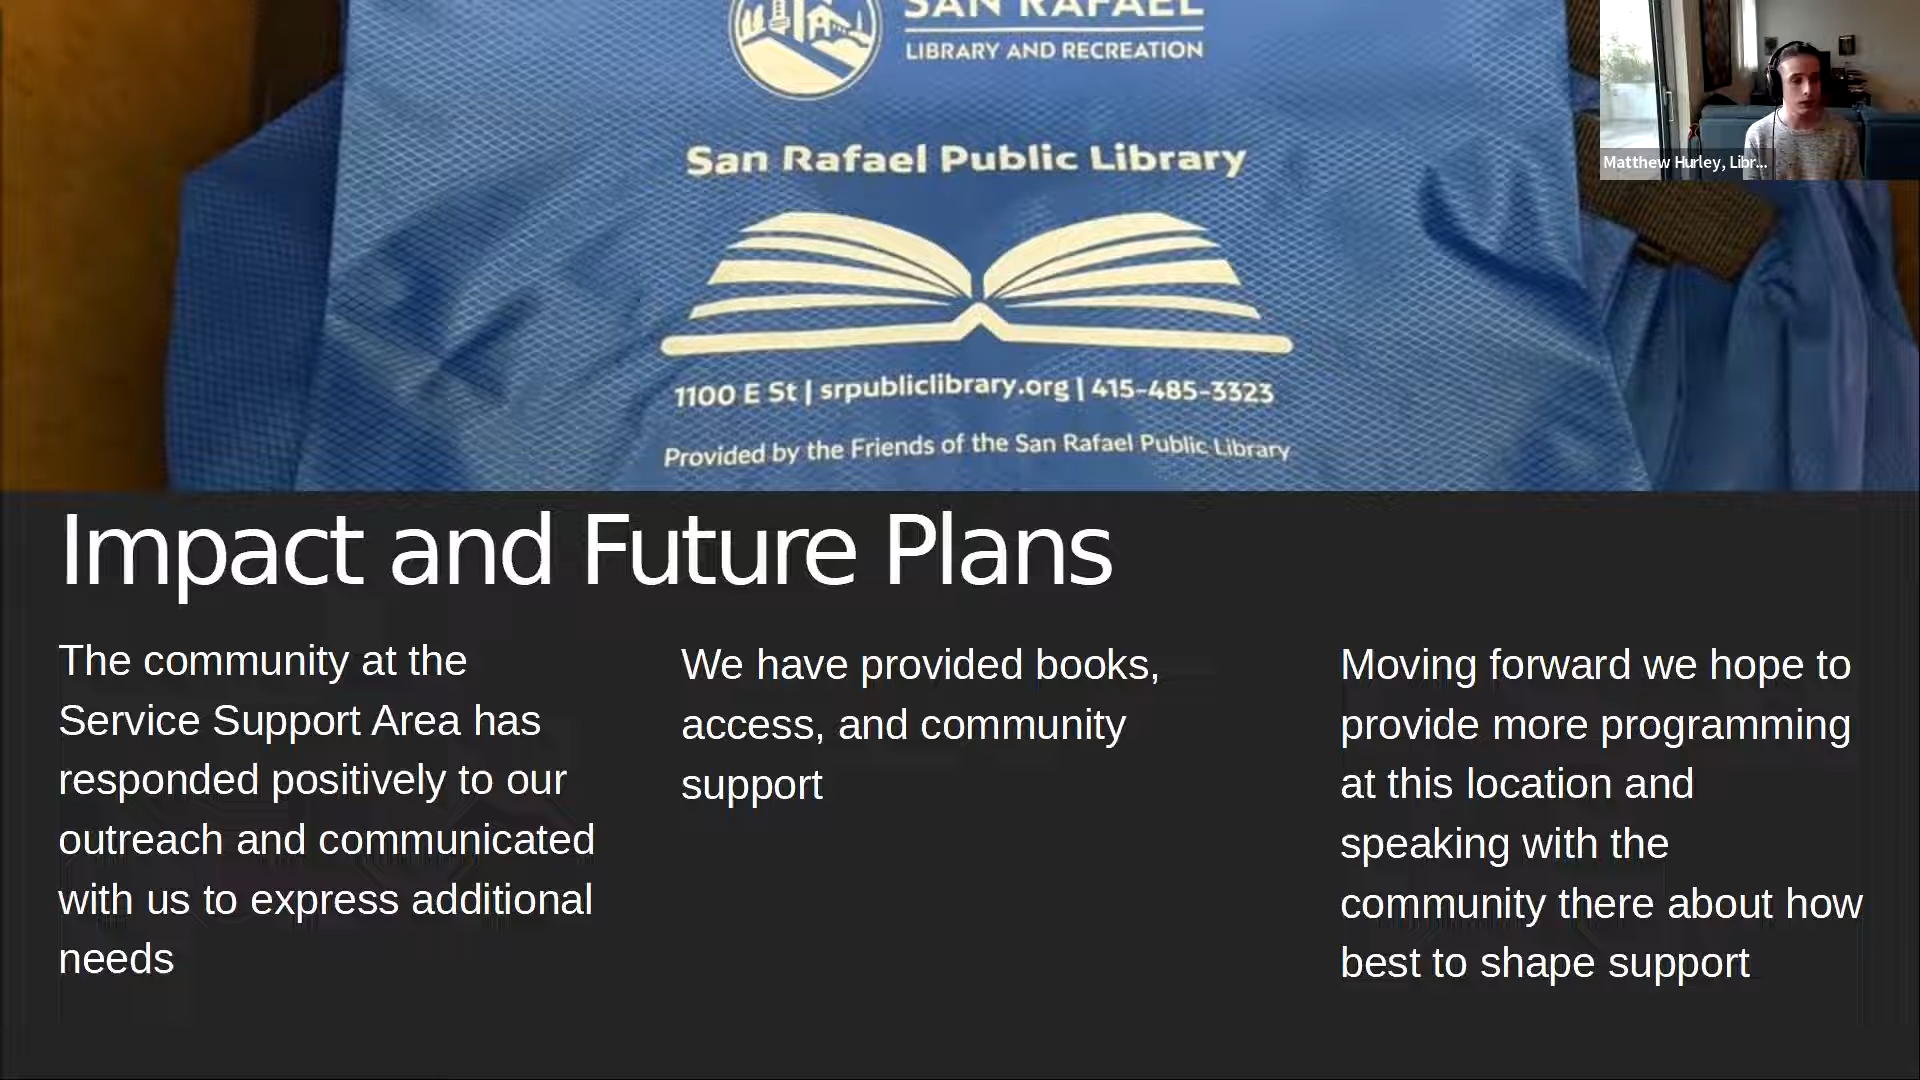 SAN RAFAEL
LIBRARY AND RECREATION
San Rafael Public Library
1100 E St | srpubliclibrary.org | 415-485-3323
Provided by the Friends of the San Rafael Public Library
Matthew Hurley, Libr...
Impact and Future Plans
The community at the
Service Support Area has
responded positively to our
outreach and communicated
with us to express additional
needs
We have provided books,
access, and community
support
Moving forward we hope to
provide more programming
at this location and
speaking with the
community there about how
best to shape support